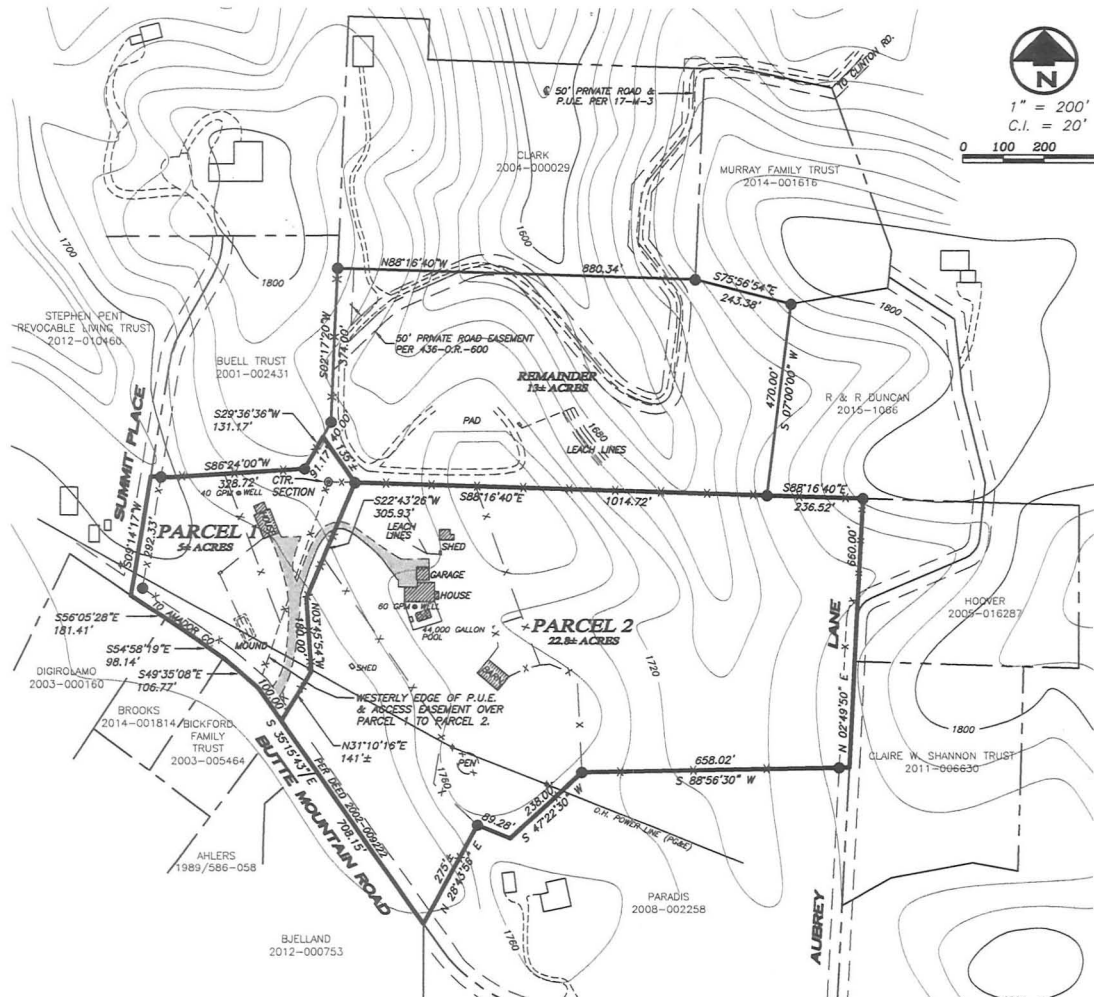 N
1" = 200'
C.I. = 20'
0 100 200
TO CLINTON RD.
℄ 50' PRIVATE ROAD &
P.U.E. PER 17-M-3
CLARK
2004-000029
1600
MURRAY FAMILY TRUST
2014-001616
1700
1800
N88°16'40"W
880.34'
S75°56'54"E
243.38'
1800
STEPHEN PENT
REVOCABLE LIVING TRUST
2012-010460
BUELL TRUST
2001-002431
S02°17'20"W
374.00'
50' PRIVATE ROAD EASEMENT
PER 436-O.R.-600
REMAINDER
13± ACRES
470.00'
S 07°00'00" W
R & R DUNCAN
2015-1066
SUMMIT PLACE
S29°36'36"W
131.17'
40.00'
91.17'
135'±
PAD
1680
LEACH LINES
S86°24'00"W
328.72'
40 GPM WELL
CTR.
SECTION
S88°16'40"E
1014.72'
S88°16'40"E
236.52'
S22°43'26"W
305.93'
S09°14'17"W
292.33'
PARCEL 1
5± ACRES
HOUSE
LEACH
LINES
SHED
GARAGE
HOUSE
60 GPM WELL
44,000 GALLON
POOL
PARCEL 2
22.8± ACRES
660.00'
LANE
HOOVER
2005-016287
N03°45'54"W
180.00'
S56°05'28"E
181.41'
TO AMADOR CO.
MOUND
SHED
BARN
1720
S54°58'19"E
98.14'
DIGIROLAMO
2003-000160
S49°35'08"E
106.77'
100.00'
WESTERLY EDGE OF P.U.E.
& ACCESS EASEMENT OVER
PARCEL 1 TO PARCEL 2.
BROOKS
2014-001814
BICKFORD
FAMILY
TRUST
2003-005464
N 02°49'50" E
1800
CLAIRE W. SHANNON TRUST
2011-006630
N31°10'16"E
141'±
S 35°15'43" E
PER DEED 2002-009222
708.15'
BUTTE MOUNTAIN ROAD
PEN
1760
658.02'
S 88°56'30" W
238.00'
S 47°22'30" W
89.28'
O.H. POWER LINE (PG&E)
275'±
N 28°43'56" E
AHLERS
1989/586-058
PARADIS
2008-002258
AUBREY
1760
BJELLAND
2012-000753